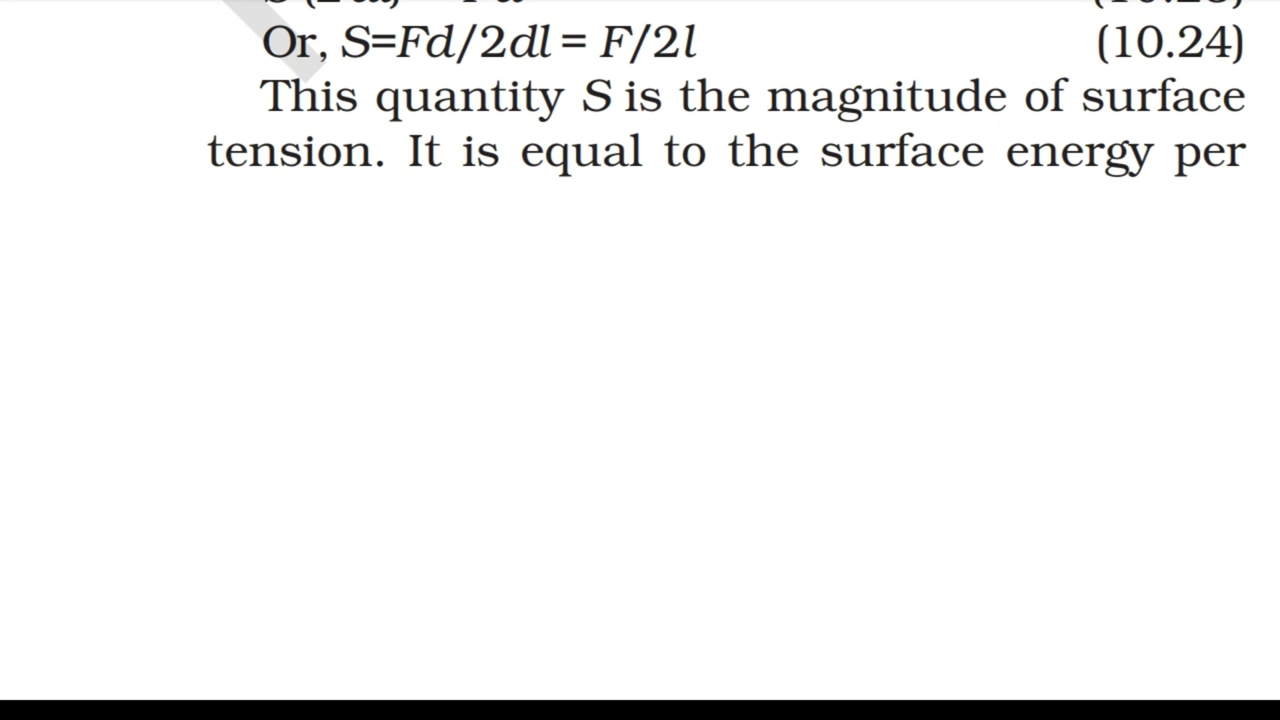 Or, S=Fd/2dl = F/2l (10.24)
This quantity S is the magnitude of surface
tension. It is equal to the surface energy per